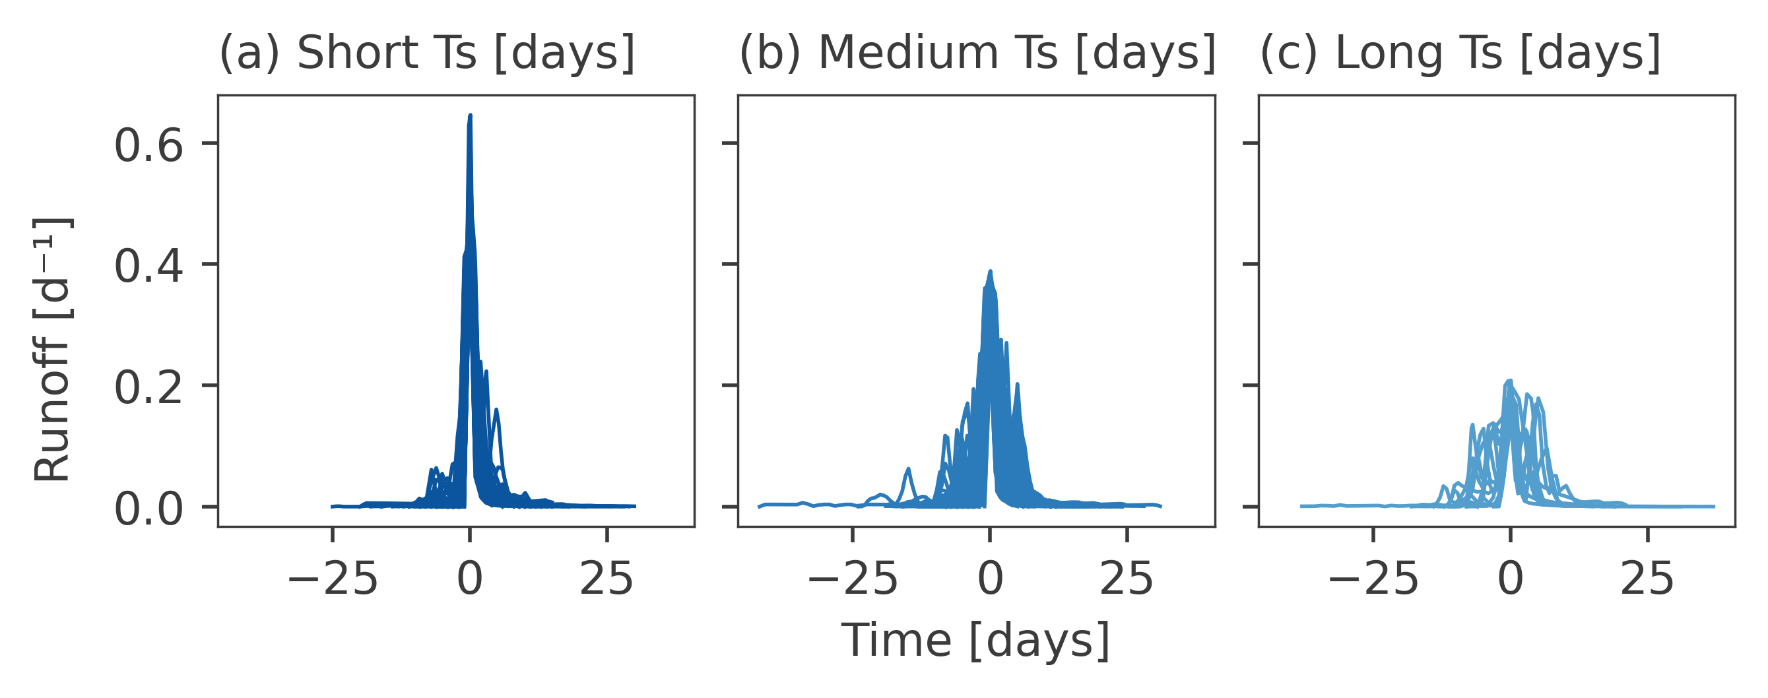 (a) Short Ts [days] (b) Medium Ts [days] (c) Long Ts [days]
Runoff [d⁻¹]
0.6
0.4
0.2
0.0
−25 0 25 −25 0 25 −25 0 25
Time [days]